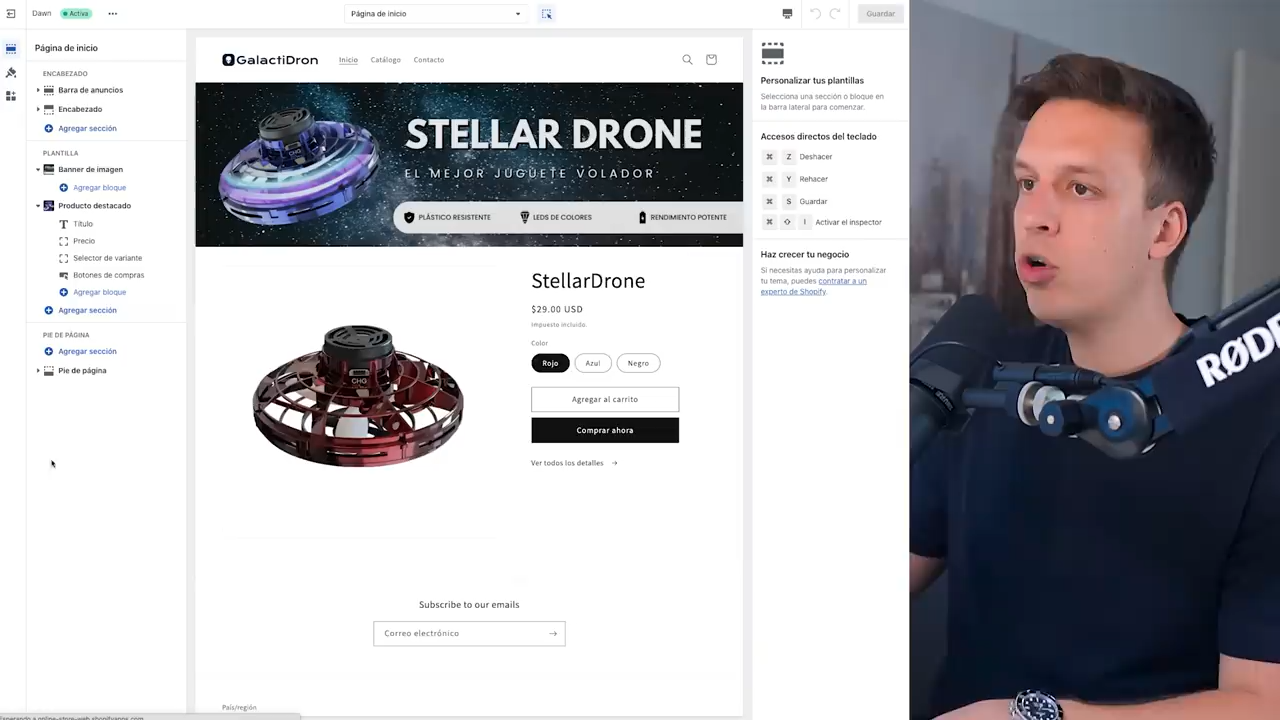 Dawn
Activa
Página de inicio
Guardar
Página de inicio
ENCABEZADO
Barra de anuncios
Encabezado
Agregar sección
PLANTILLA
Banner de imagen
Agregar bloque
Producto destacado
Título
Precio
Selector de variante
Botones de compras
Agregar bloque
Agregar sección
PIE DE PÁGINA
Agregar sección
Pie de página
GalactiDron
Inicio
Catálogo
Contacto
CHG
STELLAR DRONE
EL MEJOR JUGUETE VOLADOR
PLÁSTICO RESISTENTE
LEDS DE COLORES
RENDIMIENTO POTENTE
CHG
StellarDrone
$29.00 USD
Impuesto incluido.
Color
Rojo
Azul
Negro
Agregar al carrito
Comprar ahora
Ver todos los detalles
Subscribe to our emails
Correo electrónico
País/región
Personalizar tus plantillas
Selecciona una sección o bloque en
la barra lateral para comenzar.
Accesos directos del teclado
⌘ Z Deshacer
⌘ Y Rehacer
⌘ S Guardar
⌘ ⇧ I Activar el inspector
Haz crecer tu negocio
Si necesitas ayuda para personalizar
tu tema, puedes contratar a un
experto de Shopify.
RØDE